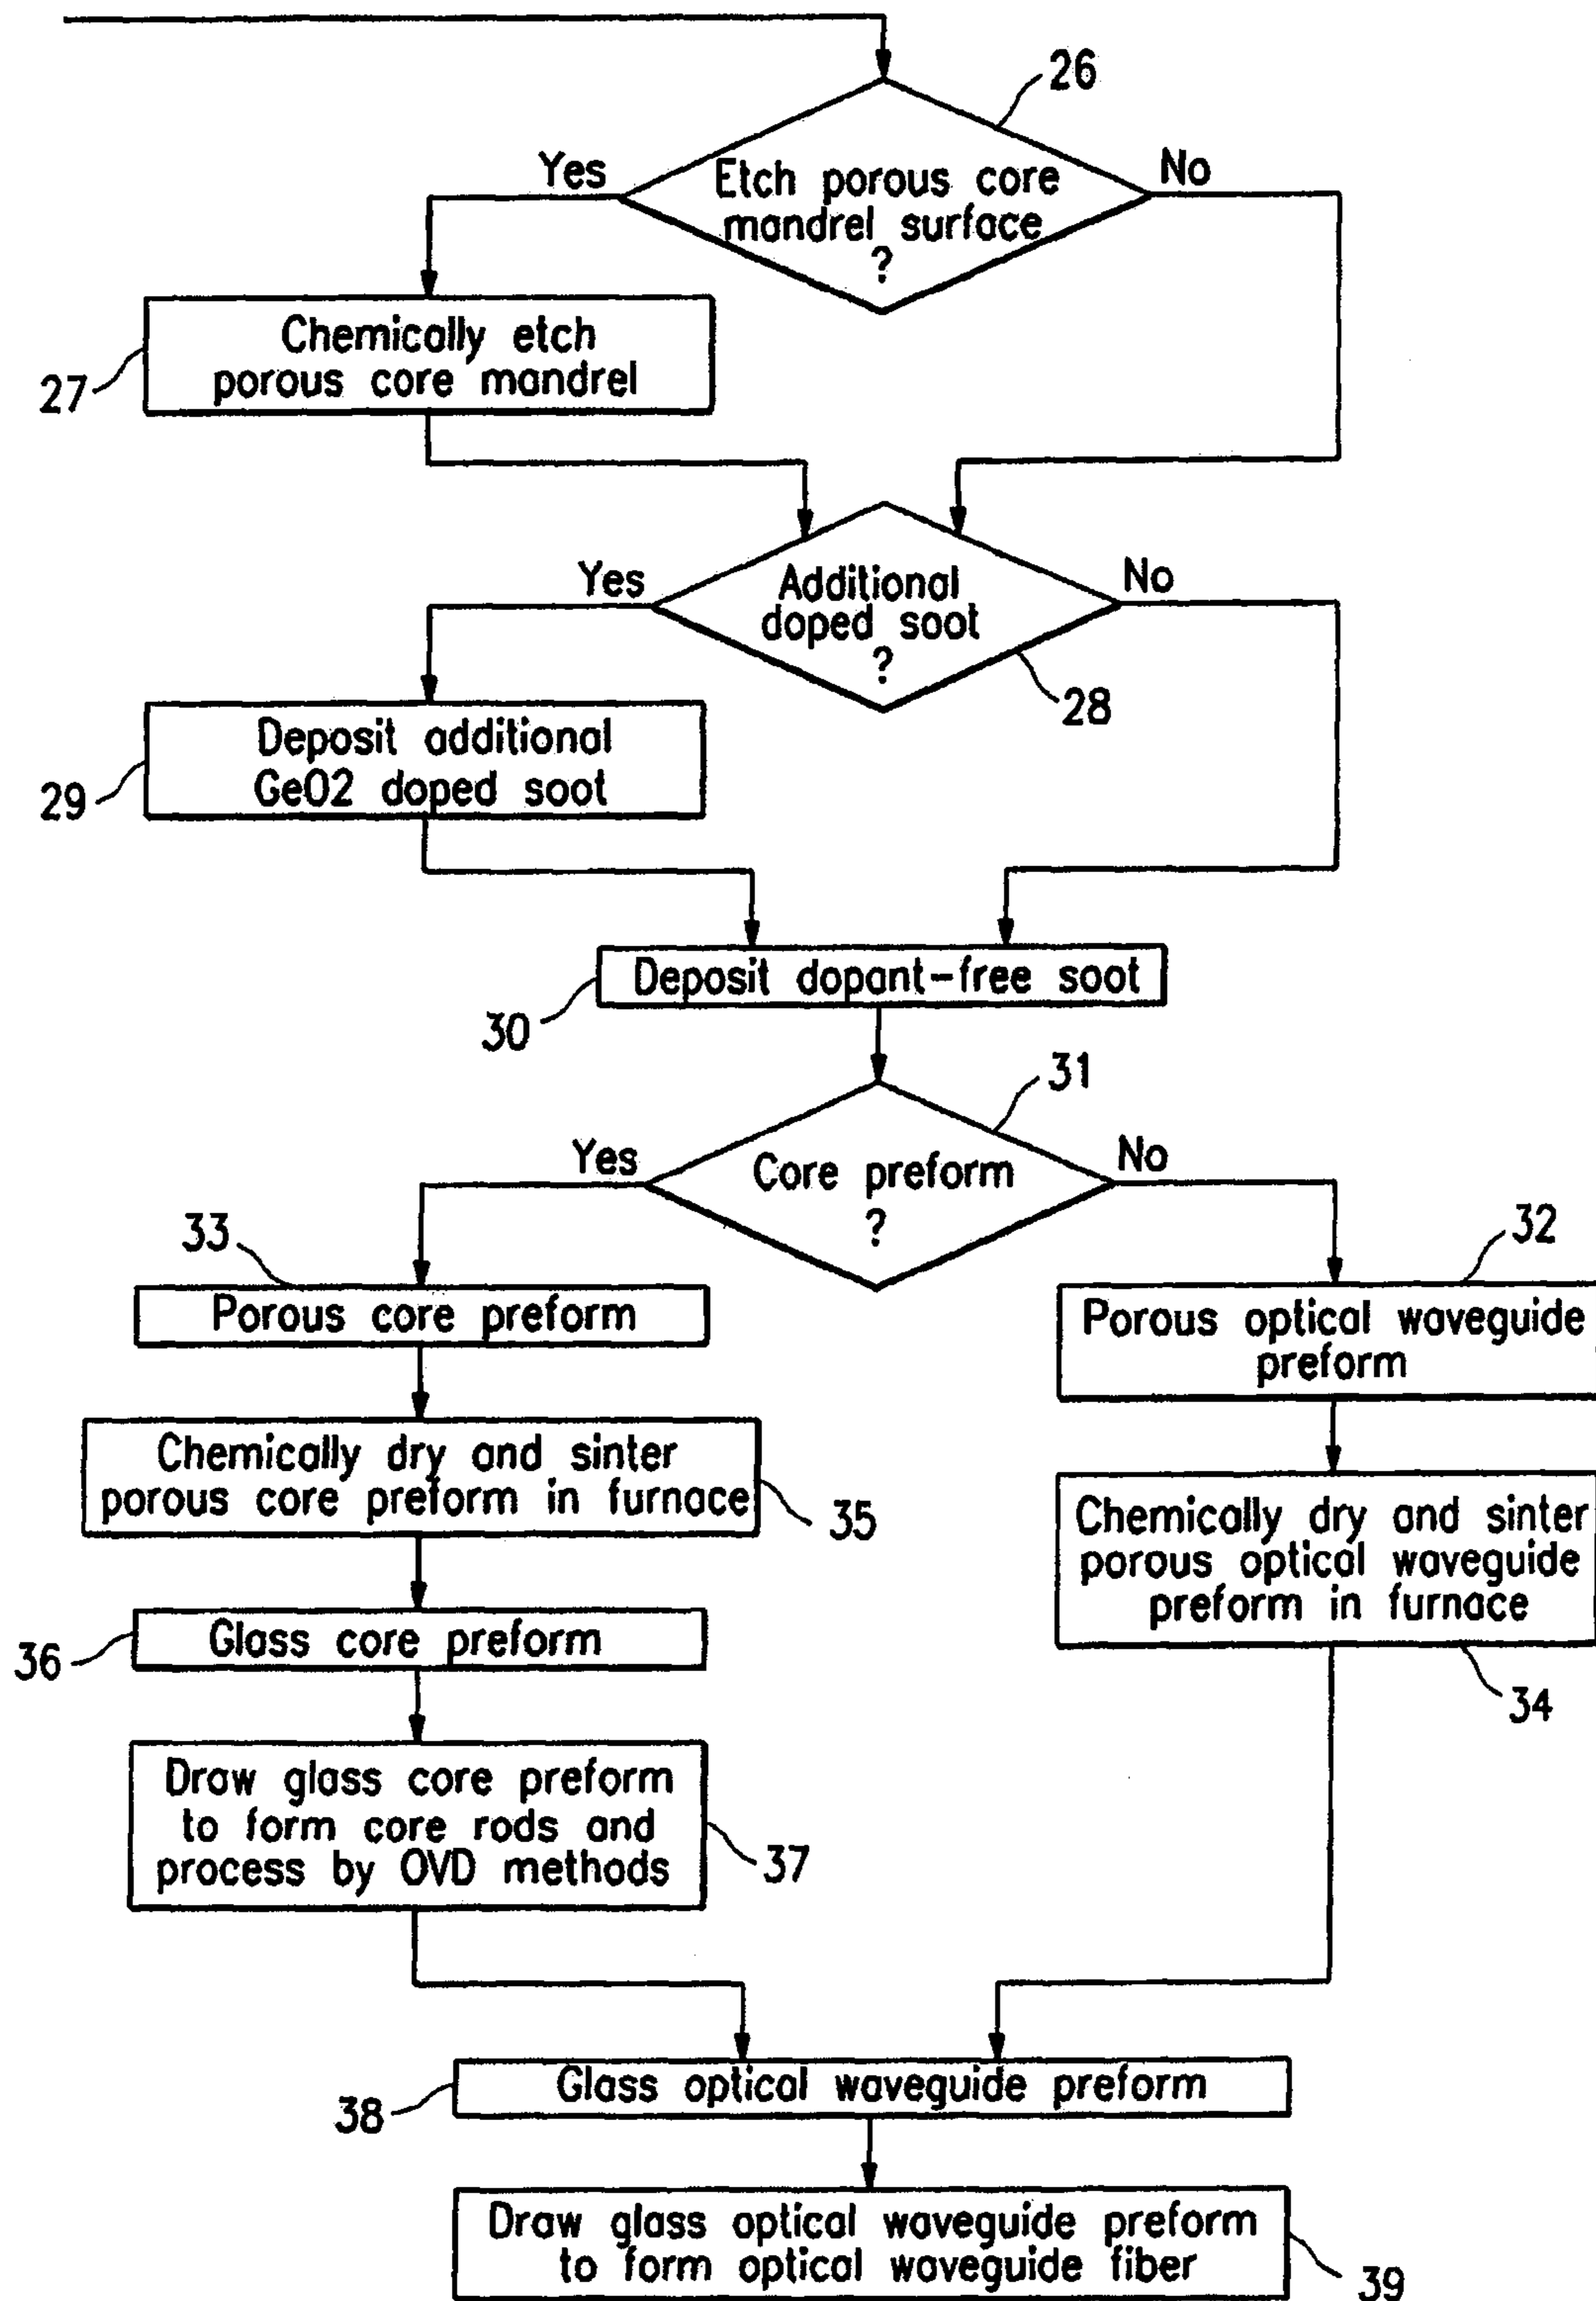 26
Yes
No
Etch porous core
mandrel surface
?
Chemically etch
porous core mandrel
27
Yes
No
Additional
doped soot
?
28
Deposit additional
GeO2 doped soot
29
Deposit dopant-free soot
30
31
Yes
No
Core preform
?
33
32
Porous core preform
Porous optical waveguide
preform
Chemically dry and sinter
porous core preform in furnace
35
Chemically dry and sinter
porous optical waveguide
preform in furnace
34
Glass core preform
36
Draw glass core preform
to form core rods and
process by OVD methods
37
Glass optical waveguide preform
38
Draw glass optical waveguide preform
to form optical waveguide fiber
39